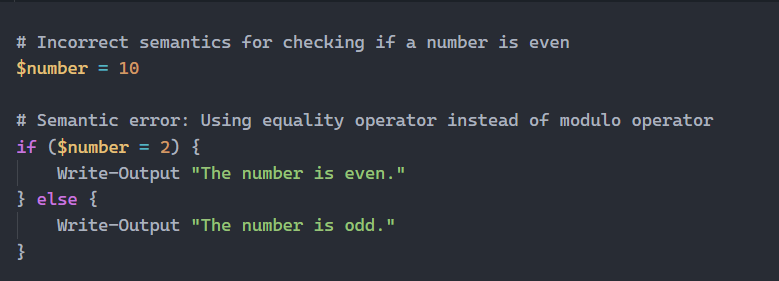 # Incorrect semantics for checking if a number is even
$number = 10
# Semantic error: Using equality operator instead of modulo operator
if ($number = 2) {
    Write-Output "The number is even."
} else {
    Write-Output "The number is odd."
}